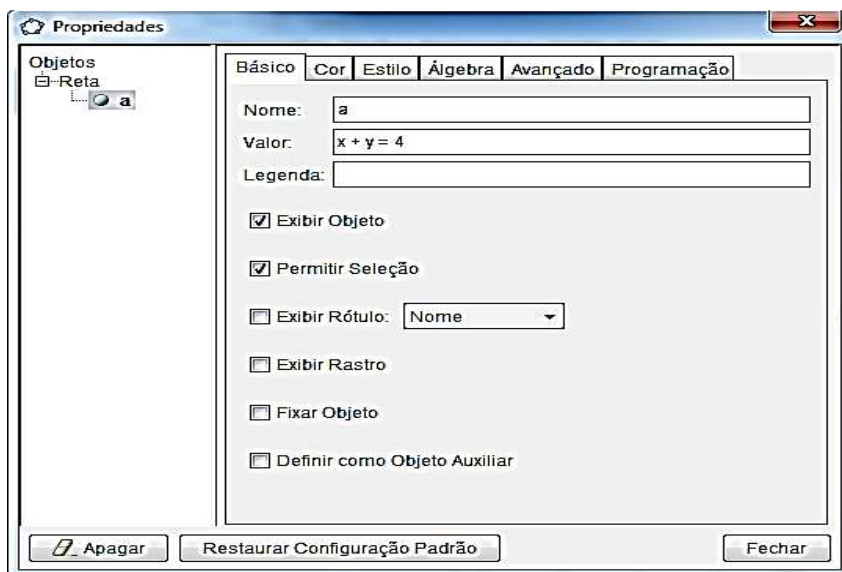 Propriedades
Objetos
Reta
a
Básico Cor Estilo Álgebra Avançado Programação
Nome: a
Valor: x + y = 4
Legenda:
Exibir Objeto
Permitir Seleção
Exibir Rótulo: Nome
Exibir Rastro
Fixar Objeto
Definir como Objeto Auxiliar
Apagar Restaurar Configuração Padrão Fechar